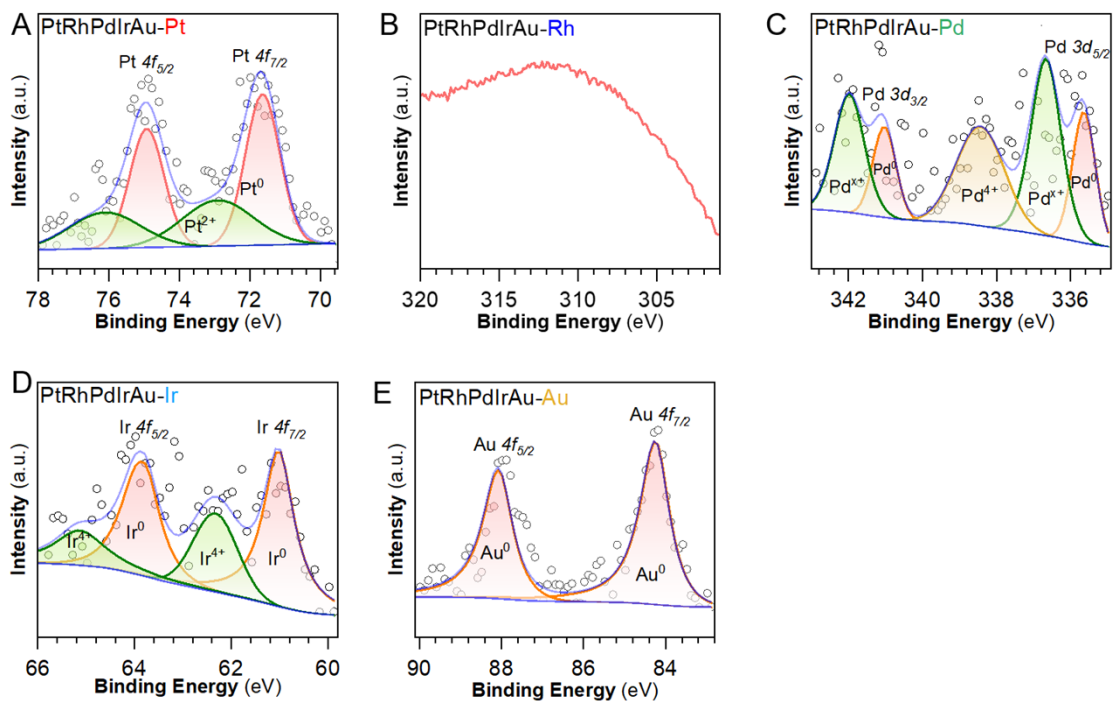 A
PtRhPdIrAu-Pt
Pt 4f5/2
Pt 4f7/2
Pt0
Pt2+
Intensity (a.u.)
78 76 74 72 70
Binding Energy (eV)
B
PtRhPdIrAu-Rh
Intensity (a.u.)
320 315 310 305
Binding Energy (eV)
C
PtRhPdIrAu-Pd
Pd 3d5/2
Pd 3d3/2
Pdx+
Pd0
Pd4+
Pdx+
Pd0
Intensity (a.u.)
342 340 338 336
Binding Energy (eV)
D
PtRhPdIrAu-Ir
Ir 4f5/2
Ir 4f7/2
Ir4+
Ir0
Ir4+
Ir0
Intensity (a.u.)
66 64 62 60
Binding Energy (eV)
E
PtRhPdIrAu-Au
Au 4f5/2
Au 4f7/2
Au0
Au0
Intensity (a.u.)
90 88 86 84
Binding Energy (eV)